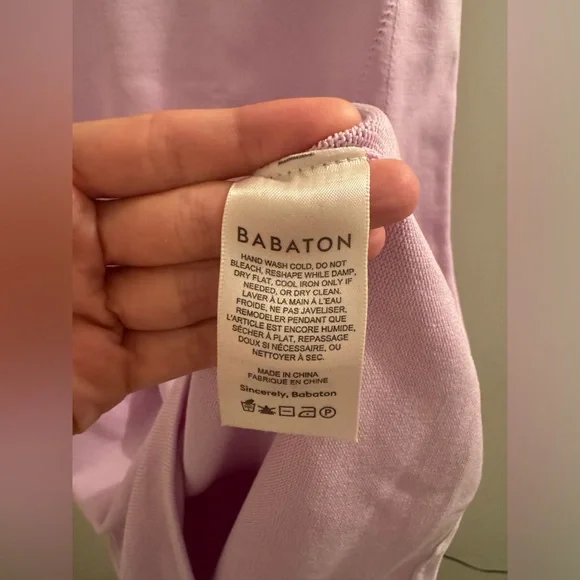 BABATON
HAND WASH COLD, DO NOT
BLEACH, RESHAPE WHILE DAMP,
DRY FLAT, COOL IRON ONLY IF
NEEDED, OR DRY CLEAN.
LAVER À LA MAIN À L'EAU
FROIDE, NE PAS JAVELISER,
REMODELER PENDANT QUE
L'ARTICLE EST ENCORE HUMIDE,
SÉCHER À PLAT, REPASSAGE
DOUX SI NÉCESSAIRE, OU
NETTOYER À SEC.
MADE IN CHINA
FABRIQUÉ EN CHINE
Sincerely, Babaton
P